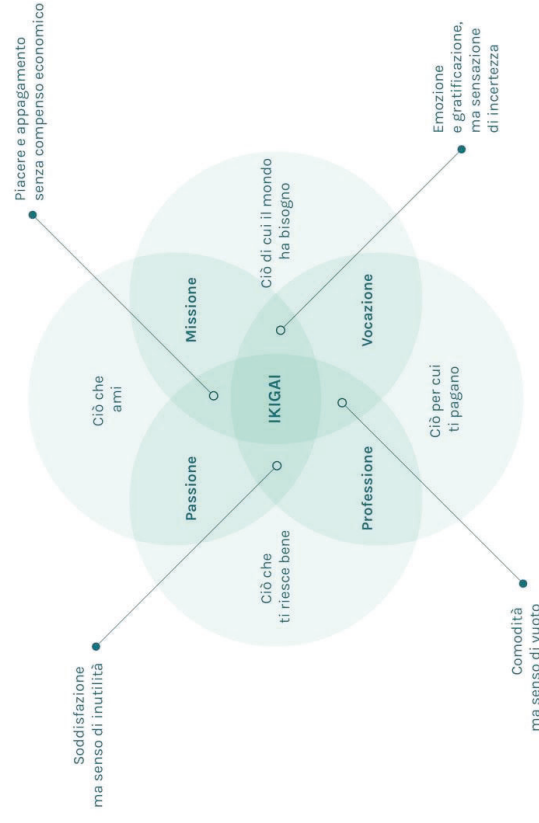 Piacere e appagamento
senza compenso economico
Soddisfazione
ma senso di inutilità
Ciò che
ami
Passione
Missione
Ciò che
ti riesce bene
IKIGAI
Ciò di cui il mondo
ha bisogno
Professione
Vocazione
Ciò per cui
ti pagano
Emozione
e gratificazione,
ma sensazione
di incertezza
Comodità
ma senso di vuoto